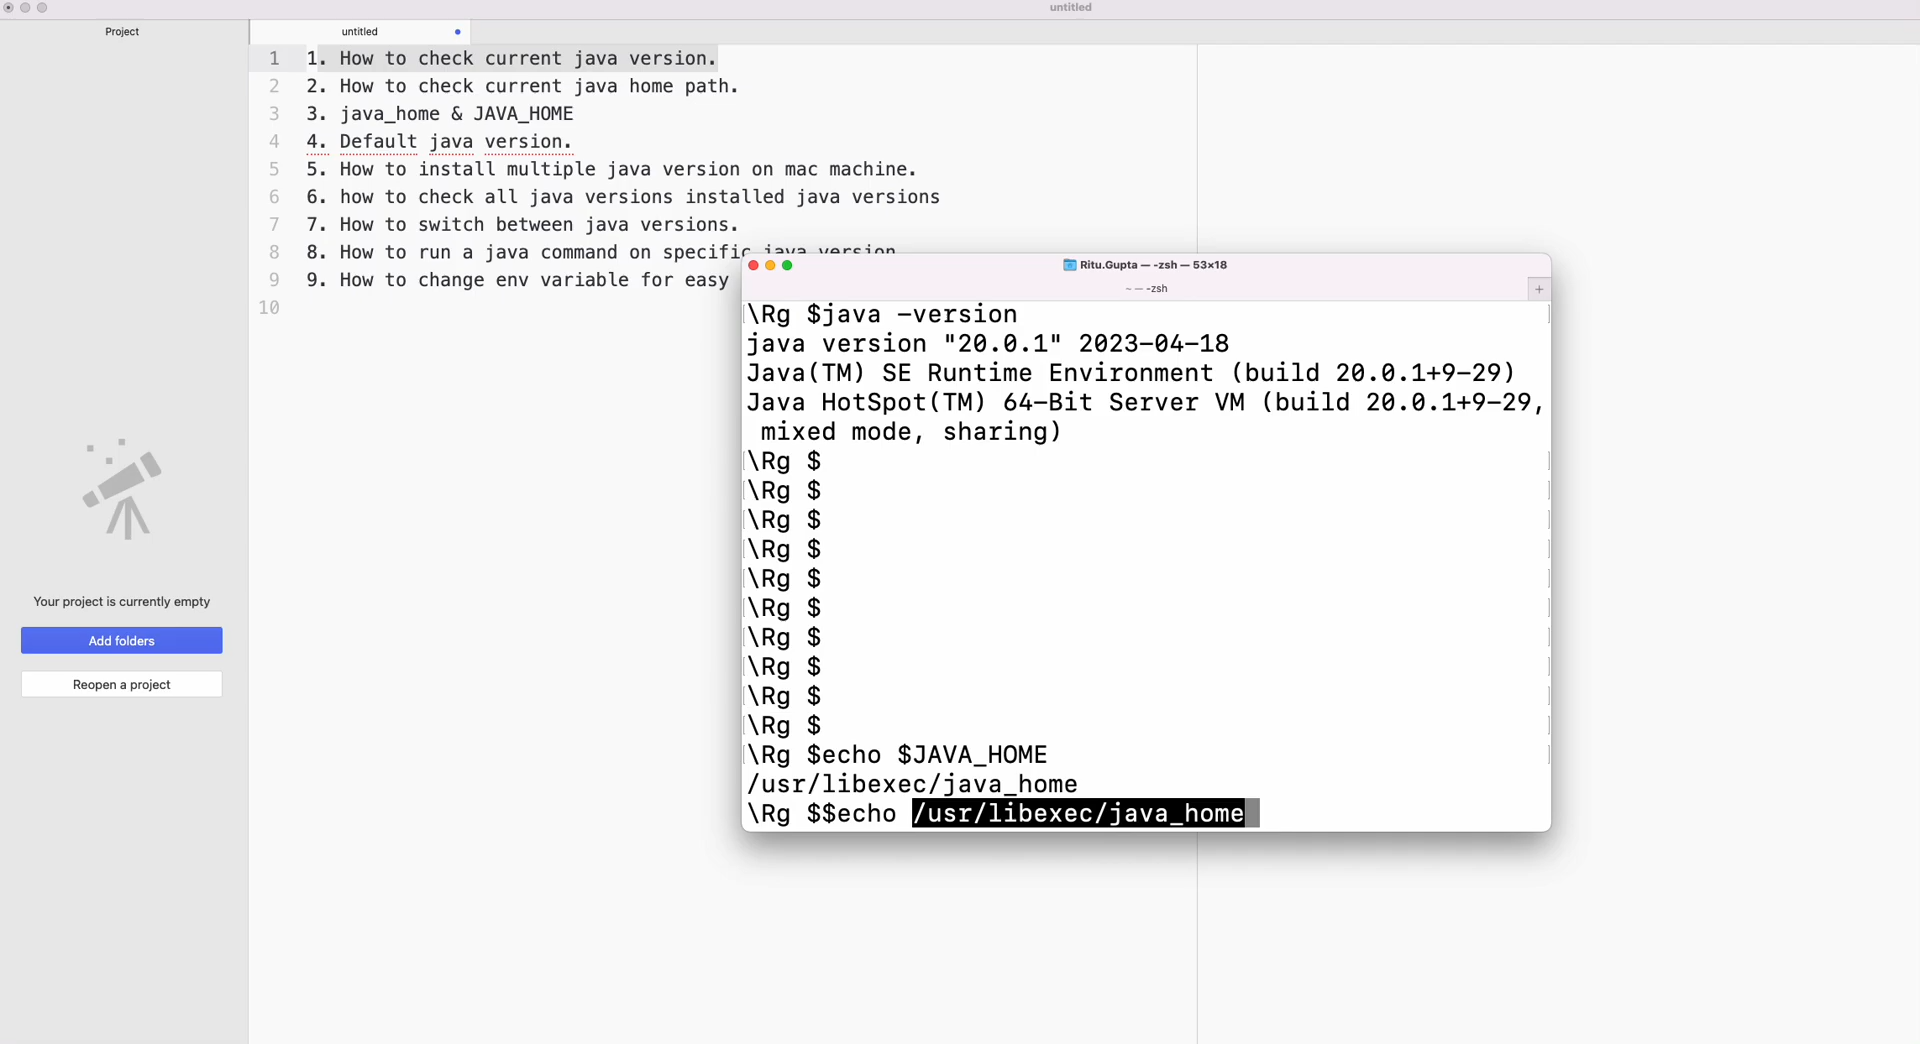 untitled
Project
untitled
1 1. How to check current java version.
2 2. How to check current java home path.
3 3. java_home & JAVA_HOME
4 4. Default java version.
5 5. How to install multiple java version on mac machine.
6 6. how to check all java versions installed java versions
7 7. How to switch between java versions.
8 8. How to run a java command on specific java version
9 9. How to change env variable for easy
10
Your project is currently empty
Add folders
Reopen a project
Ritu.Gupta — -zsh — 53×18
~ — -zsh
+
\Rg $java -version
java version "20.0.1" 2023-04-18
Java(TM) SE Runtime Environment (build 20.0.1+9-29)
Java HotSpot(TM) 64-Bit Server VM (build 20.0.1+9-29,
mixed mode, sharing)
\Rg $
\Rg $
\Rg $
\Rg $
\Rg $
\Rg $
\Rg $
\Rg $
\Rg $
\Rg $
\Rg $echo $JAVA_HOME
/usr/libexec/java_home
\Rg $$echo /usr/libexec/java_home